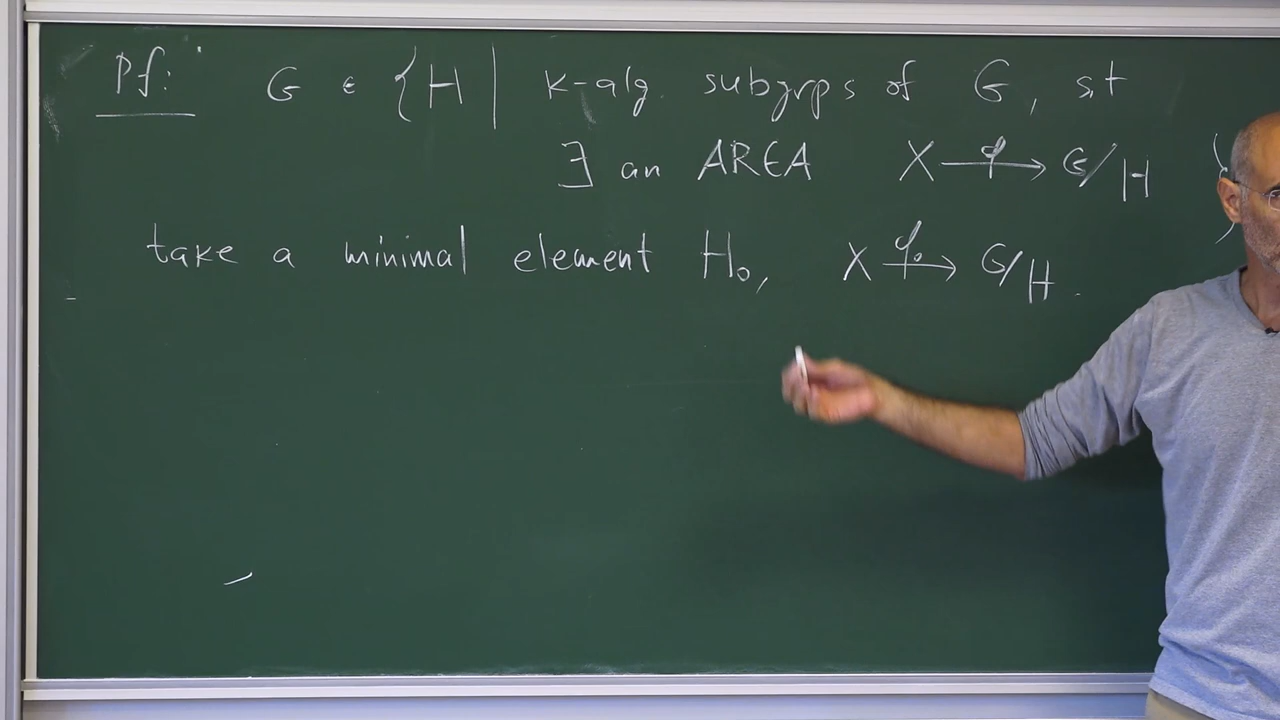 Pf: G ∈ {H | k-alg. subgrps of G, s.t
∃ an AREA X —φ→ G/H }
take a minimal element H₀, X —φ₀→ G/H.